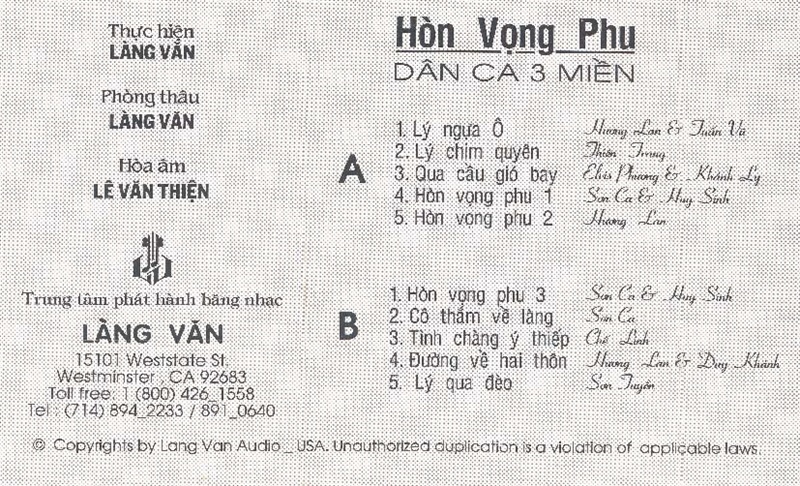 Thực hiện
LÀNG VĂN
Phòng thâu
LÀNG VĂN
Hòa âm
LÊ VĂN THIỆN
Trung tâm phát hành băng nhạc
LÀNG VĂN
15101 Weststate St.
Westminster , CA 92683
Toll free: 1 (800) 426_1558
Tel : (714) 894_2233 / 891_0640
Hòn Vọng Phu
DÂN CA 3 MIỀN
A
1. Lý ngựa Ô Hương Lan & Tuấn Vũ
2. Lý chim quyên Thiên Trang
3. Qua cầu gió bay Elvis Phương & Khánh Ly
4. Hòn vọng phu 1 Sơn Ca & Huy Sinh
5. Hòn vọng phu 2 Hương Lan
B
1. Hòn vọng phu 3 Sơn Ca & Huy Sinh
2. Cô thắm về làng Sơn Ca
3. Tình chàng ý thiếp Chế Linh
4. Đường về hai thôn Hương Lan & Duy Khánh
5. Lý qua đèo Sơn Tuyền
© Copyrights by Lang Van Audio _ USA. Unauthorized duplication is a violation of applicable laws.